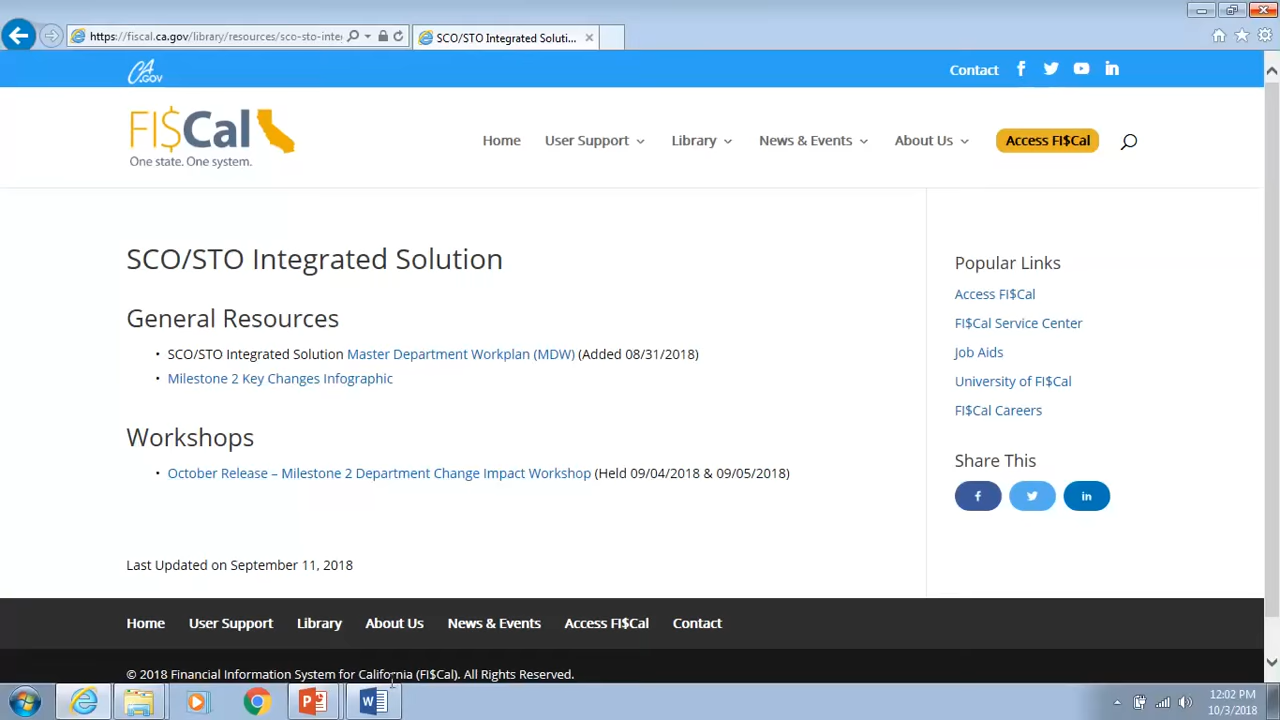 https://fiscal.ca.gov/library/resources/sco-sto-inte
SCO/STO Integrated Soluti...
CA.GOV
Contact
FI$Cal
One state. One system.
Home
User Support
Library
News & Events
About Us
Access FI$Cal
SCO/STO Integrated Solution
General Resources
• SCO/STO Integrated Solution Master Department Workplan (MDW) (Added 08/31/2018)
• Milestone 2 Key Changes Infographic
Workshops
• October Release – Milestone 2 Department Change Impact Workshop (Held 09/04/2018 & 09/05/2018)
Last Updated on September 11, 2018
Popular Links
Access FI$Cal
FI$Cal Service Center
Job Aids
University of FI$Cal
FI$Cal Careers
Share This
Home
User Support
Library
About Us
News & Events
Access FI$Cal
Contact
© 2018 Financial Information System for California (FI$Cal). All Rights Reserved.
12:02 PM
10/3/2018